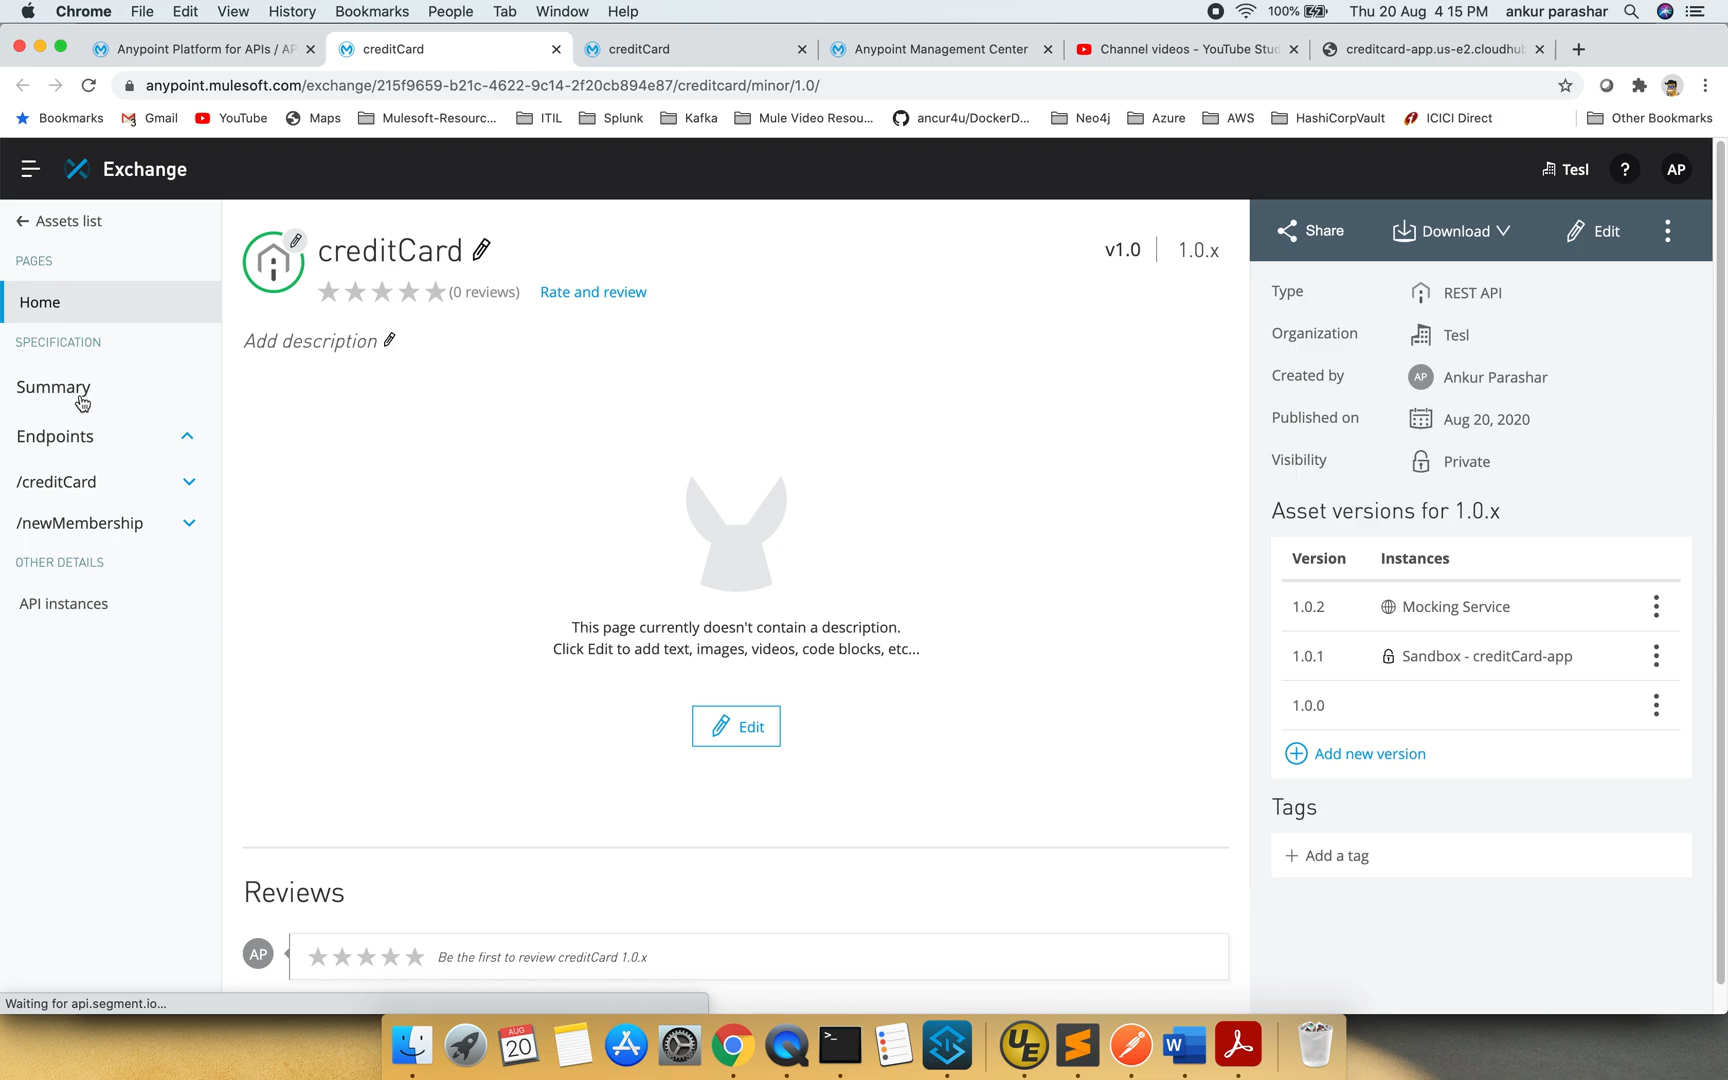 Chrome File Edit View History Bookmarks People Tab Window Help 100% Thu 20 Aug 4 15 PM ankur parashar
Anypoint Platform for APIs / AP creditCard creditCard Anypoint Management Center Channel videos - YouTube Stud creditcard-app.us-e2.cloudhu
anypoint.mulesoft.com/exchange/215f9659-b21c-4622-9c14-2f20cb894e87/creditcard/minor/1.0/
Bookmarks Gmail YouTube Maps Mulesoft-Resourc... ITIL Splunk Kafka Mule Video Resou... ancur4u/DockerD... Neo4j Azure AWS HashiCorpVault ICICI Direct Other Bookmarks
Exchange Tesl ? AP
Assets list
PAGES
Home
SPECIFICATION
Summary
Endpoints
/creditCard
/newMembership
OTHER DETAILS
API instances
creditCard v1.0 1.0.x
(0 reviews) Rate and review
Add description
This page currently doesn't contain a description.
Click Edit to add text, images, videos, code blocks, etc...
Edit
Reviews
AP Be the first to review creditCard 1.0.x
Share Download Edit
Type REST API
Organization Tesl
Created by AP Ankur Parashar
Published on Aug 20, 2020
Visibility Private
Asset versions for 1.0.x
Version Instances
1.0.2 Mocking Service
1.0.1 Sandbox - creditCard-app
1.0.0
Add new version
Tags
Add a tag
Waiting for api.segment.io...
AUG
20
UE
W